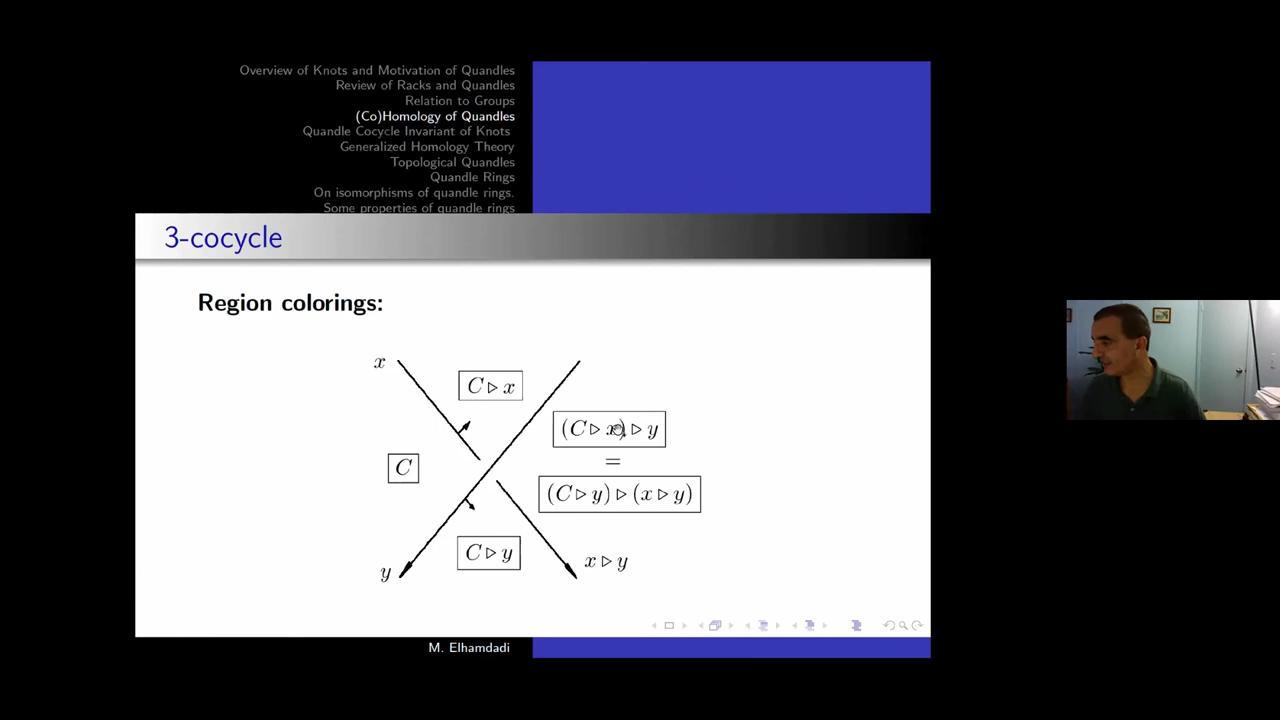 Overview of Knots and Motivation of Quandles
Review of Racks and Quandles
Relation to Groups
(Co)Homology of Quandles
Quandle Cocycle Invariant of Knots
Generalized Homology Theory
Topological Quandles
Quandle Rings
On isomorphisms of quandle rings.
Some properties of quandle rings
3-cocycle
Region colorings:
x
C ▷ x
(C ▷ x) ▷ y
C
=
(C ▷ y) ▷ (x ▷ y)
C ▷ y
y
x ▷ y
M. Elhamdadi